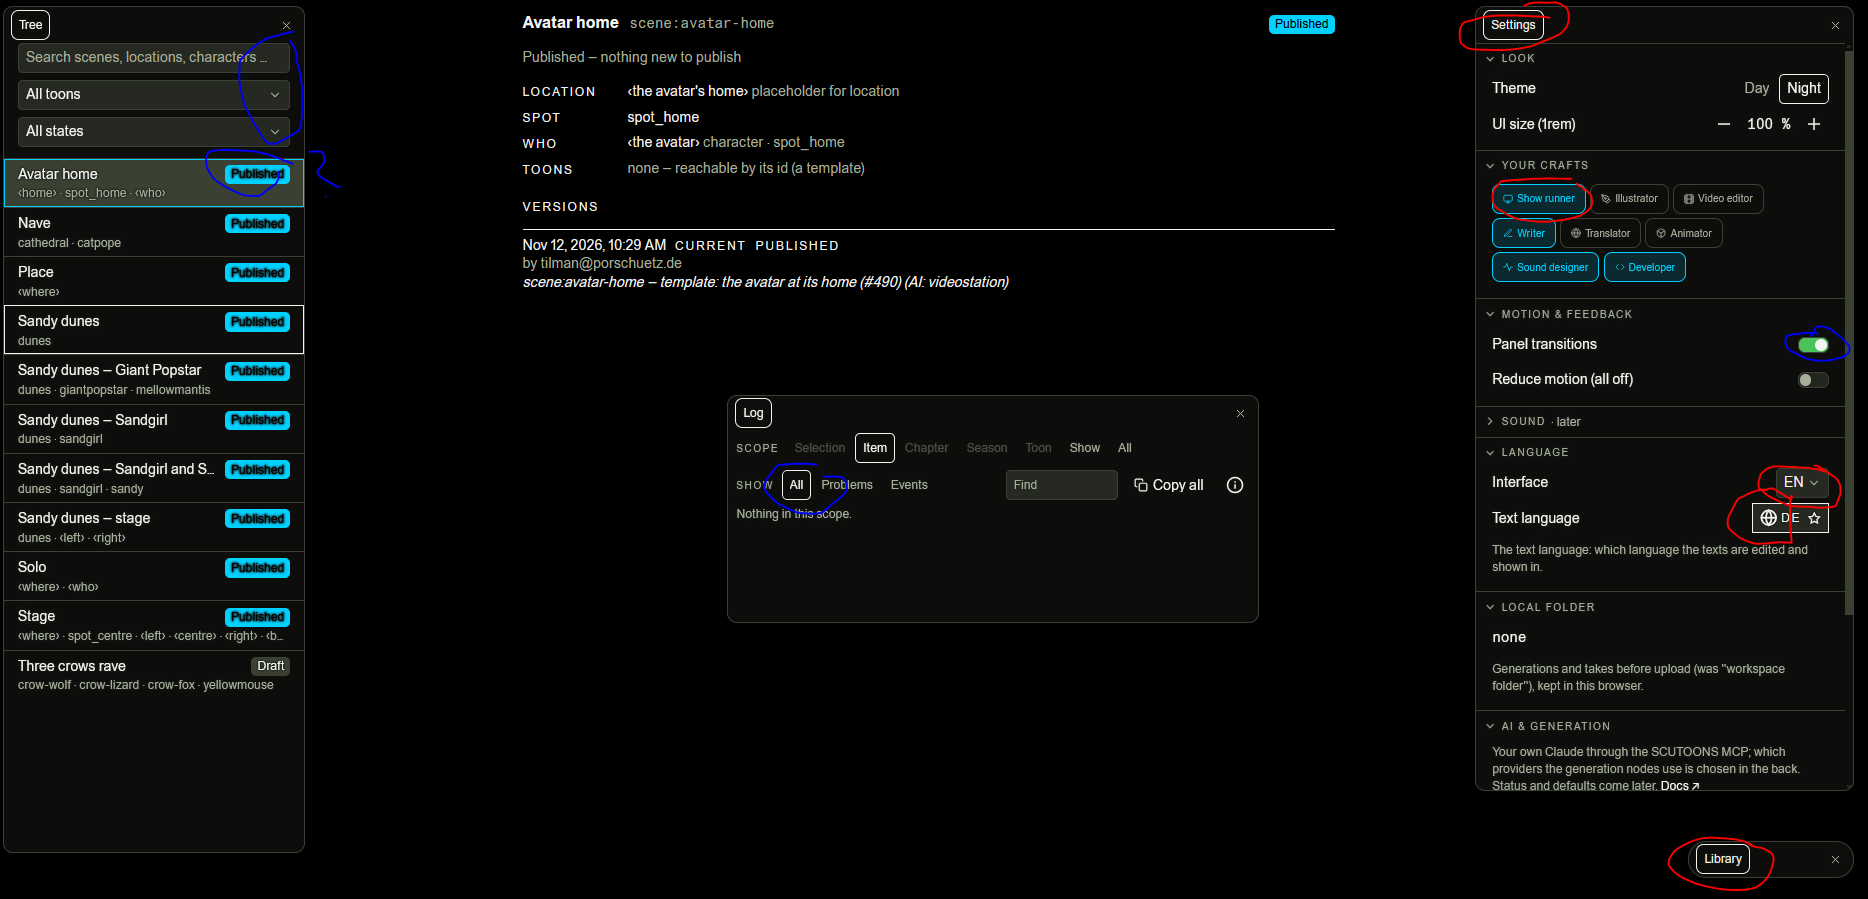 Tree
Search scenes, locations, characters ...
All toons
All states
Avatar home Published
‹home› · spot_home · ‹who›
Nave Published
cathedral · catpope
Place Published
‹where›
Sandy dunes Published
dunes
Sandy dunes – Giant Popstar Published
dunes · giantpopstar · mellowmantis
Sandy dunes – Sandgirl Published
dunes · sandgirl
Sandy dunes – Sandgirl and S... Published
dunes · sandgirl · sandy
Sandy dunes – stage Published
dunes · ‹left› · ‹right›
Solo Published
‹where› · ‹who›
Stage Published
‹where› · spot_centre · ‹left› · ‹centre› · ‹right› · ‹b...
Three crows rave Draft
crow-wolf · crow-lizard · crow-fox · yellowmouse
Avatar home scene:avatar-home Published
Published – nothing new to publish
LOCATION ‹the avatar's home› placeholder for location
SPOT spot_home
WHO ‹the avatar› character · spot_home
TOONS none – reachable by its id (a template)
VERSIONS
Nov 12, 2026, 10:29 AM CURRENT PUBLISHED
by tilman@porschuetz.de
scene:avatar-home – template: the avatar at its home (#490) (AI: videostation)
Log
SCOPE Selection Item Chapter Season Toon Show All
SHOW All Problems Events Find Copy all
Nothing in this scope.
Settings
LOOK
Theme Day Night
UI size (1rem) − 100 % +
YOUR CRAFTS
Show runner Illustrator Video editor
Writer Translator Animator
Sound designer Developer
MOTION & FEEDBACK
Panel transitions
Reduce motion (all off)
SOUND · later
LANGUAGE
Interface EN
Text language DE
The text language: which language the texts are edited and
shown in.
LOCAL FOLDER
none
Generations and takes before upload (was "workspace
folder"), kept in this browser.
AI & GENERATION
Your own Claude through the SCUTOONS MCP; which
providers the generation nodes use is chosen in the back.
Status and defaults come later. Docs ↗
Library